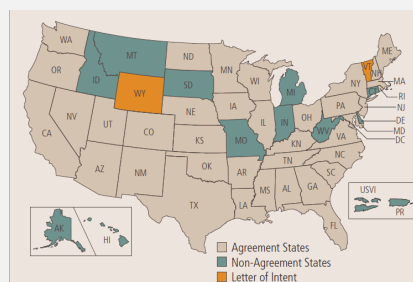 WA
MT
ND
MN
ME
VT
OR
ID
SD
WI
MI
NY
MA
WY
RI
NJ
IA
PA
NE
NV
IL
IN
OH
DE
UT
CO
WV
MD
CA
KS
MO
VA
DC
KN
NC
OK
TN
AZ
NM
AR
SC
MS
AL
GA
TX
LA
FL
USVI
PR
AK
HI
Agreement States
Non-Agreement States
Letter of Intent